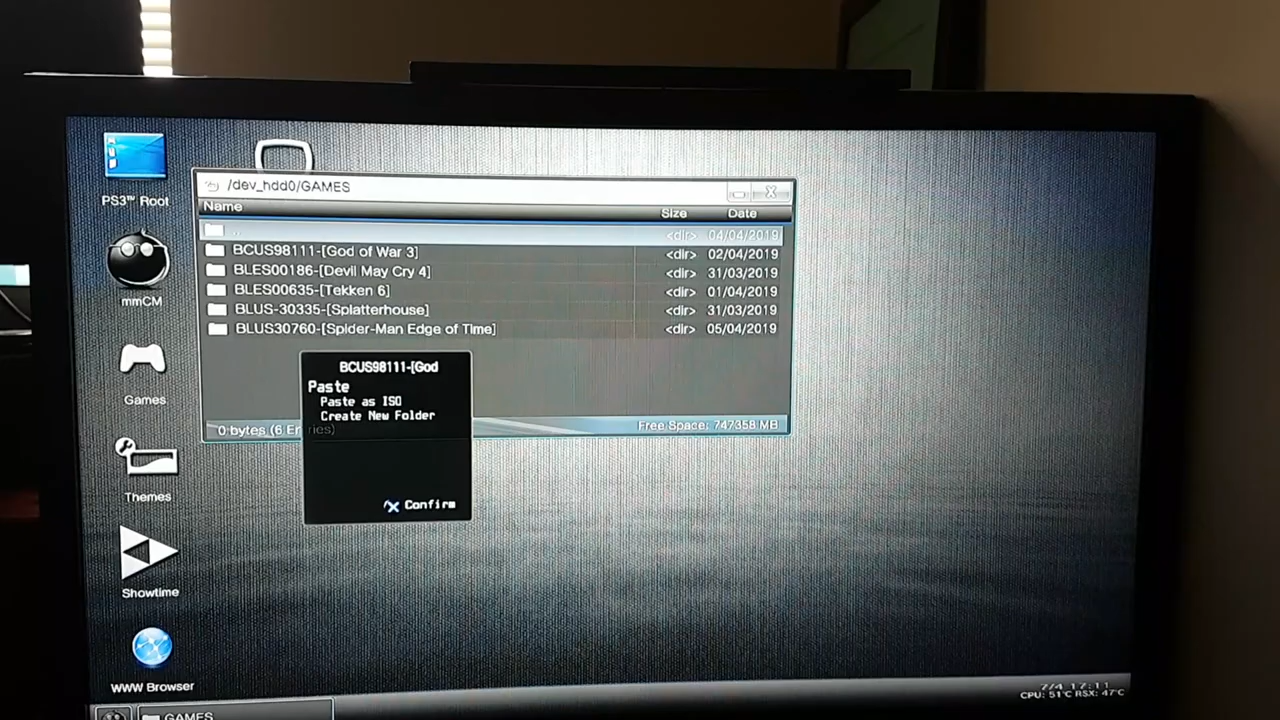 PS3™ Root
mmCM
Games
Themes
Showtime
WWW Browser
/dev_hdd0/GAMES
Name Size Date
.. <dir> 04/04/2019
BCUS98111-[God of War 3] <dir> 02/04/2019
BLES00186-[Devil May Cry 4] <dir> 31/03/2019
BLES00635-[Tekken 6] <dir> 01/04/2019
BLUS-30335-[Splatterhouse] <dir> 31/03/2019
BLUS30760-[Spider-Man Edge of Time] <dir> 05/04/2019
0 bytes (6 Entries) Free Space: 747358 MB
BCUS98111-[God
Paste
Paste as ISO
Create New Folder
X Confirm
7/4 17:11
CPU: 51°C RSX: 47°C
GAMES